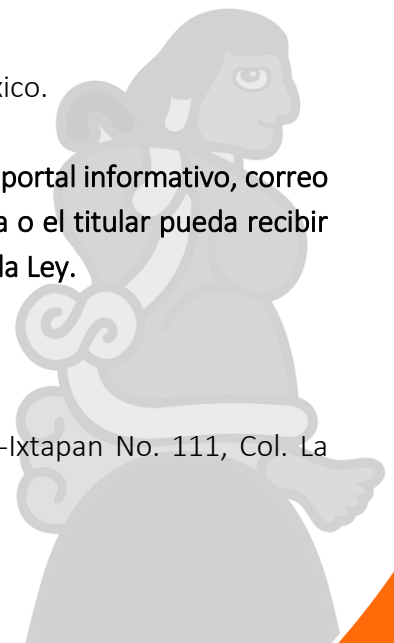 xico.
portal informativo, correo
a o el titular pueda recibir
la Ley.
-Ixtapan No. 111, Col. La